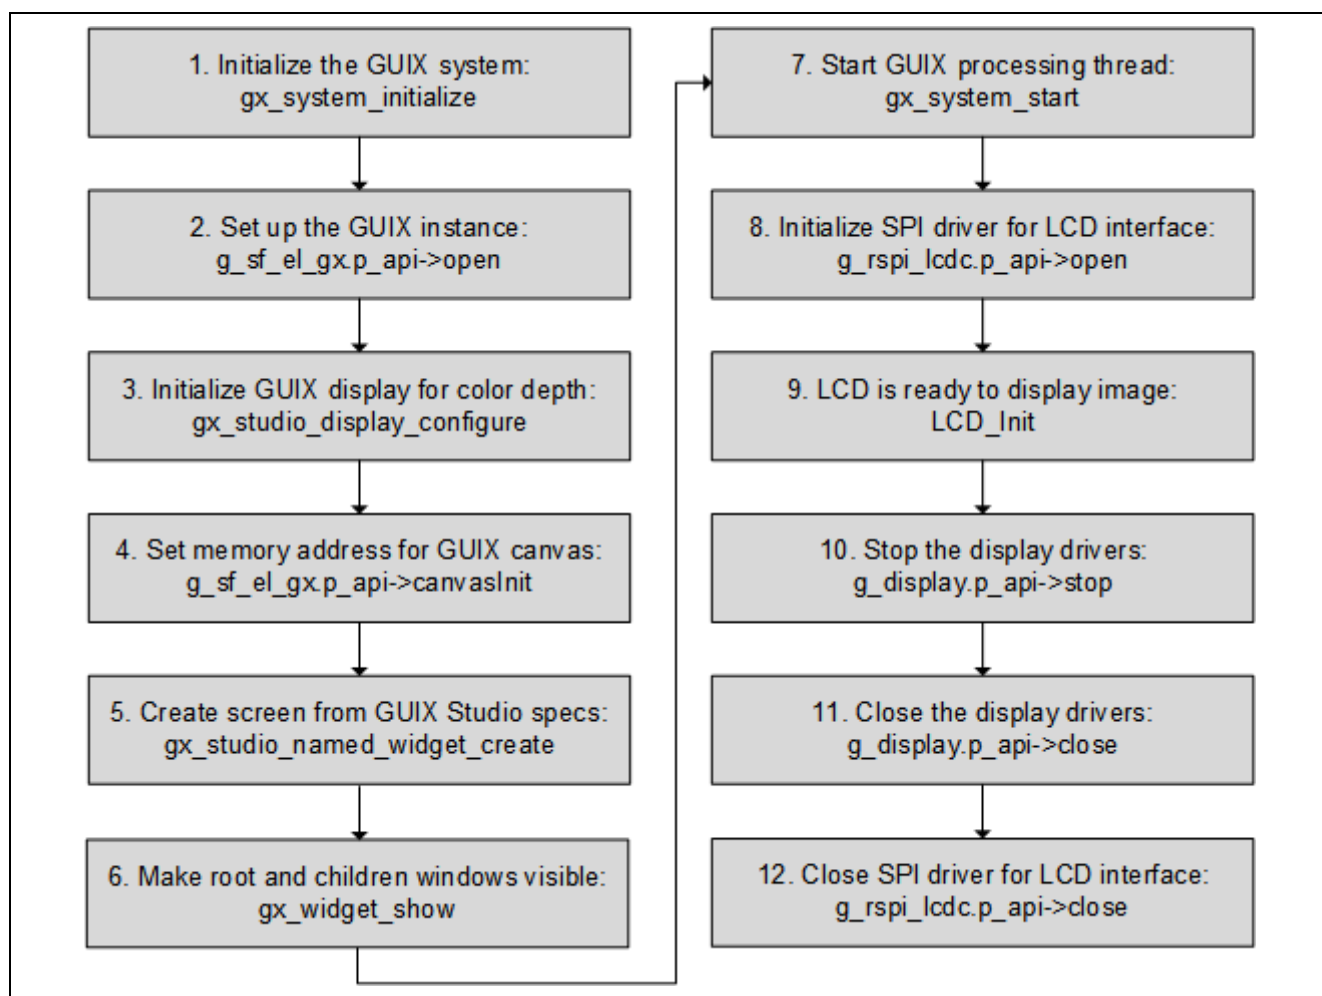 1. Initialize the GUIX system:
gx_system_initialize
2. Set up the GUIX instance:
g_sf_el_gx.p_api->open
3. Initialize GUIX display for color depth:
gx_studio_display_configure
4. Set memory address for GUIX canvas:
g_sf_el_gx.p_api->canvasInit
5. Create screen from GUIX Studio specs:
gx_studio_named_widget_create
6. Make root and children windows visible:
gx_widget_show
7. Start GUIX processing thread:
gx_system_start
8. Initialize SPI driver for LCD interface:
g_rspi_lcdc.p_api->open
9. LCD is ready to display image:
LCD_Init
10. Stop the display drivers:
g_display.p_api->stop
11. Close the display drivers:
g_display.p_api->close
12. Close SPI driver for LCD interface:
g_rspi_lcdc.p_api->close